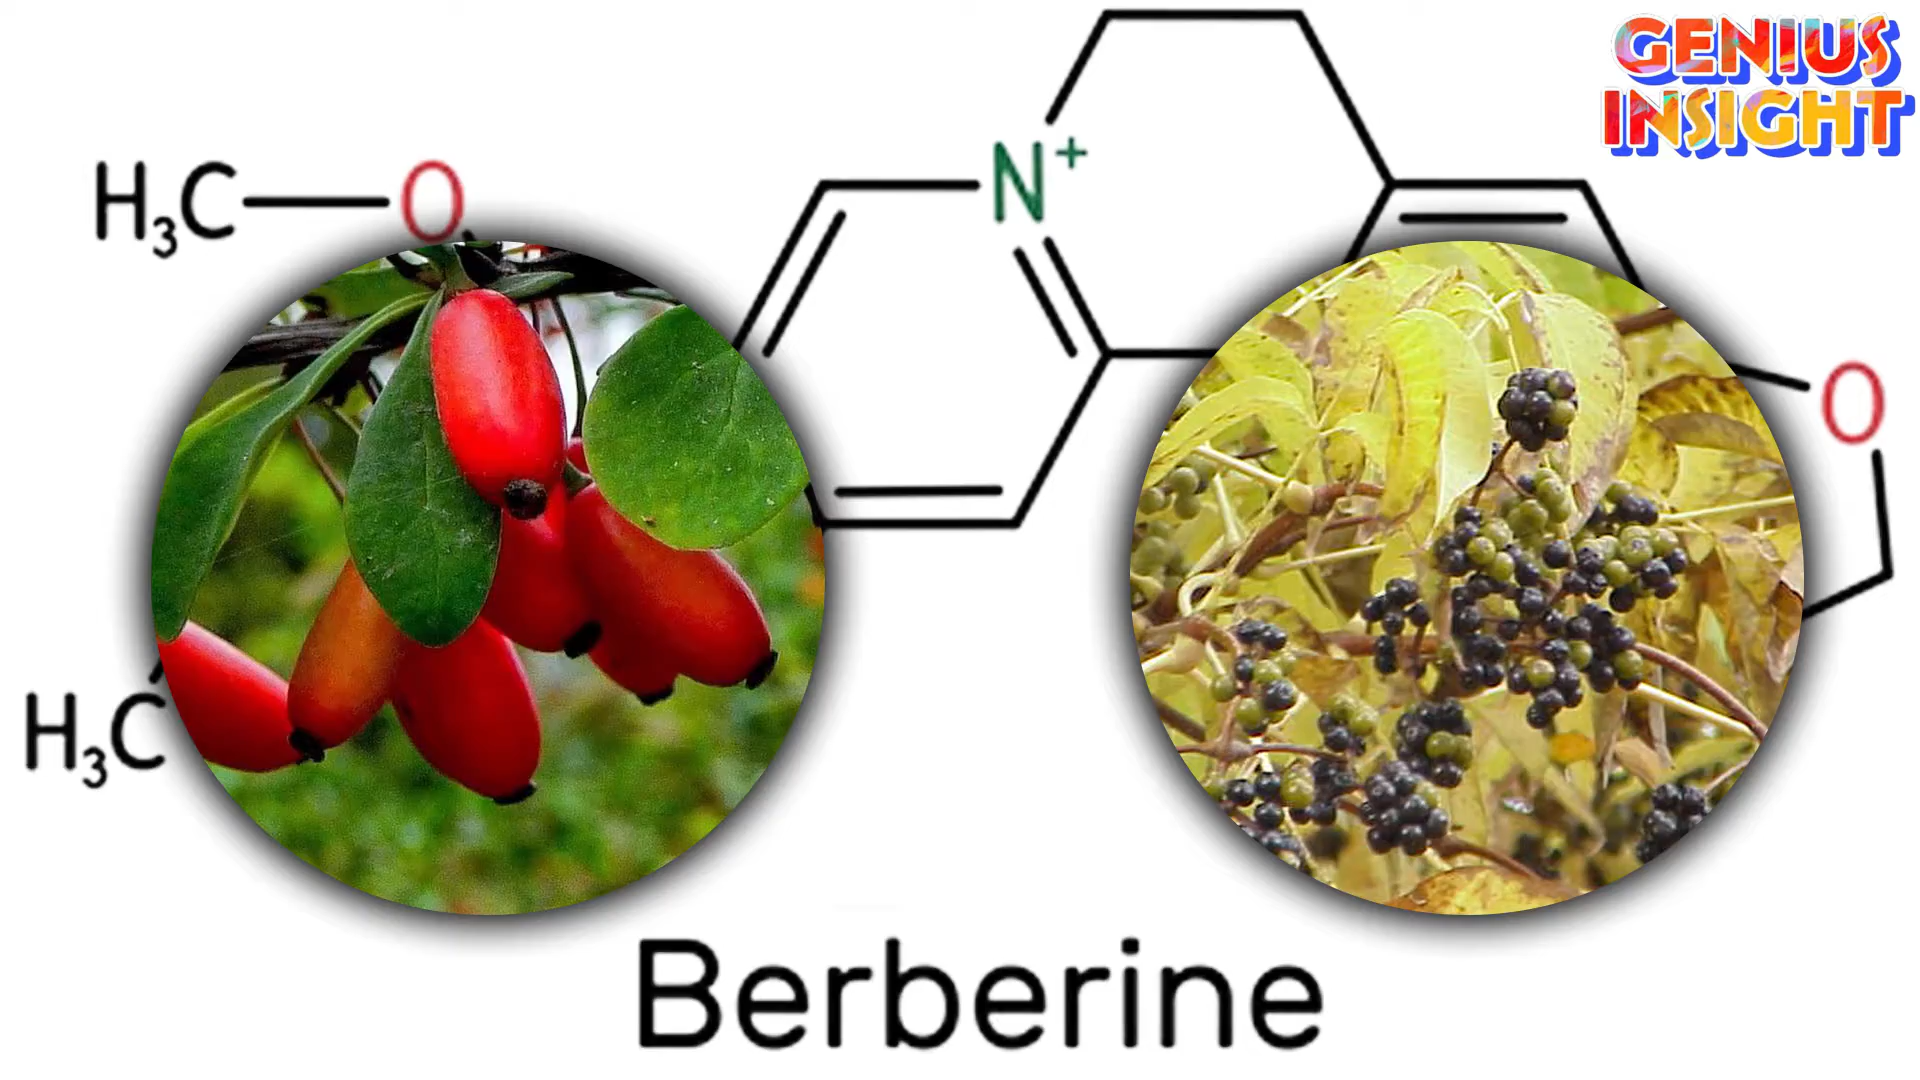 GENIUS
INSIGHT
N+
H3C
O
O
H3C
Berberine